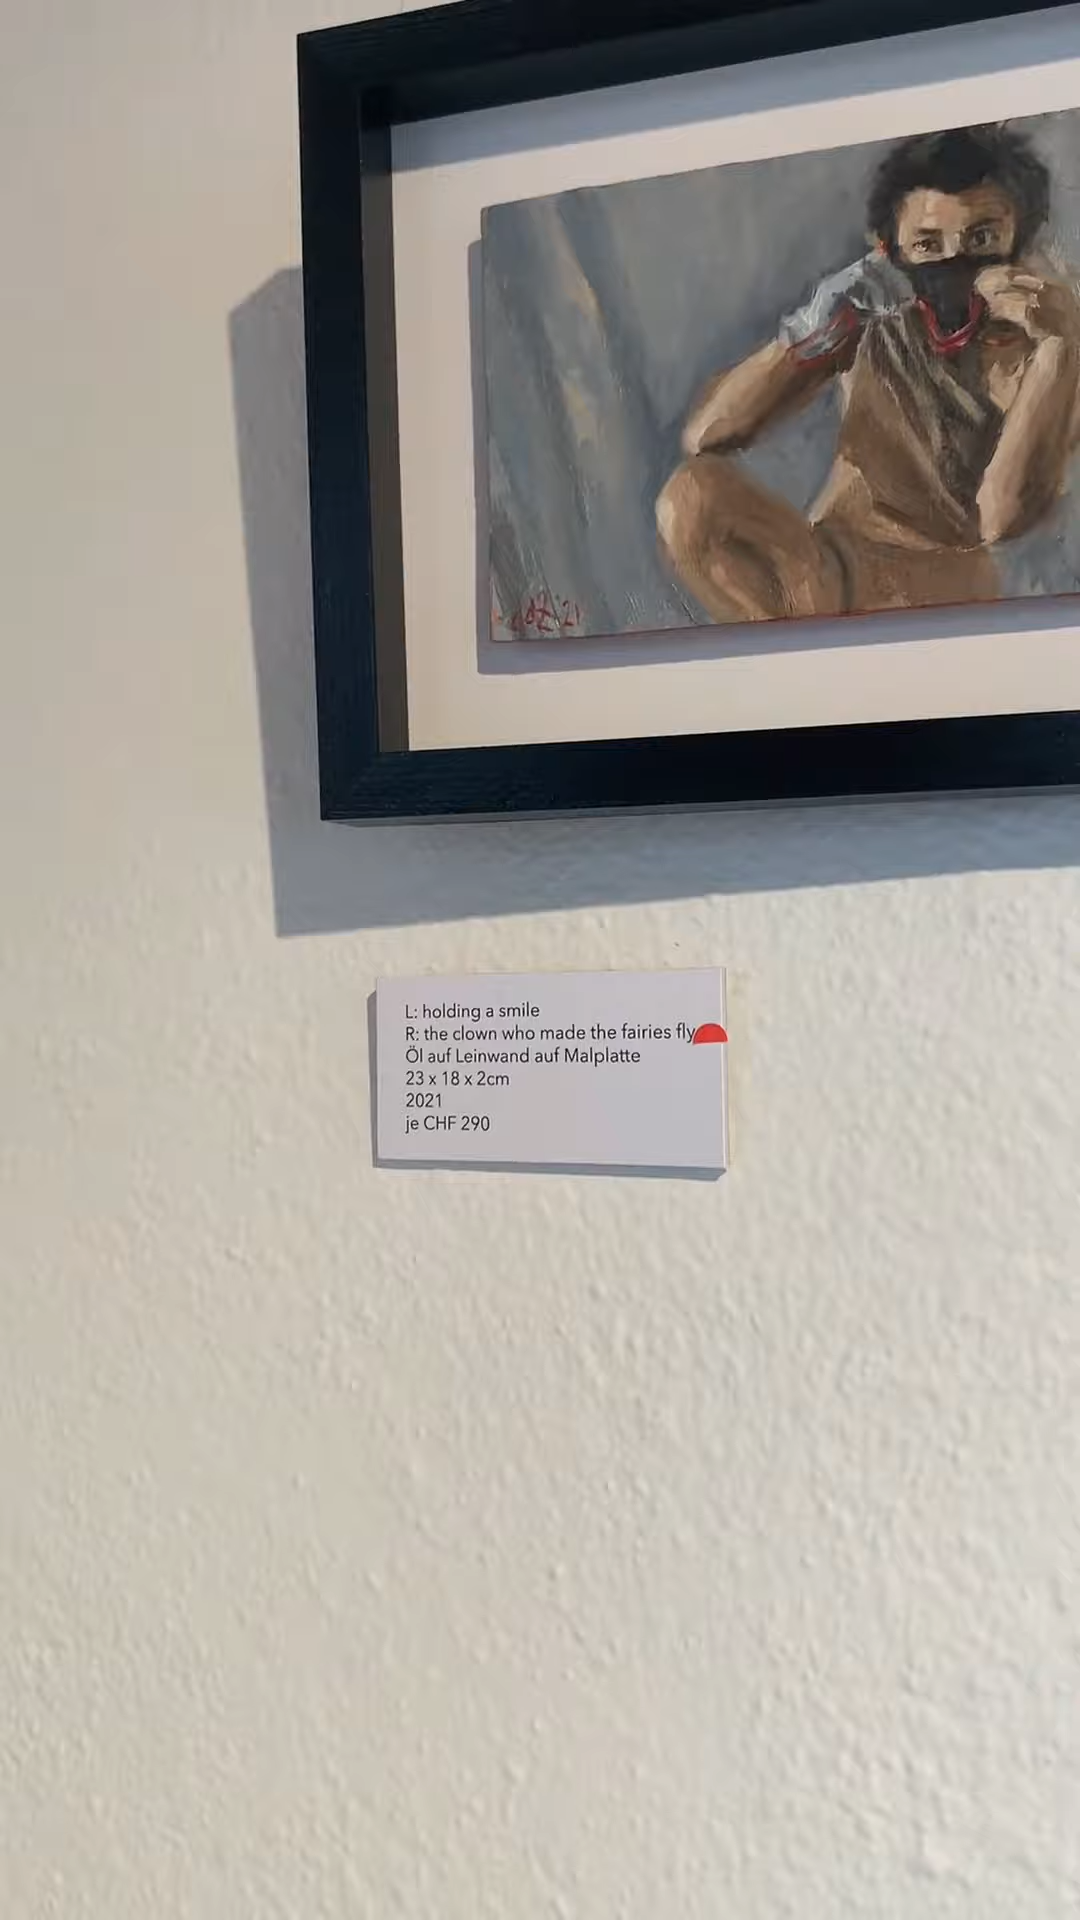 '21
L: holding a smile
R: the clown who made the fairies fly
Öl auf Leinwand auf Malplatte
23 x 18 x 2cm
2021
je CHF 290